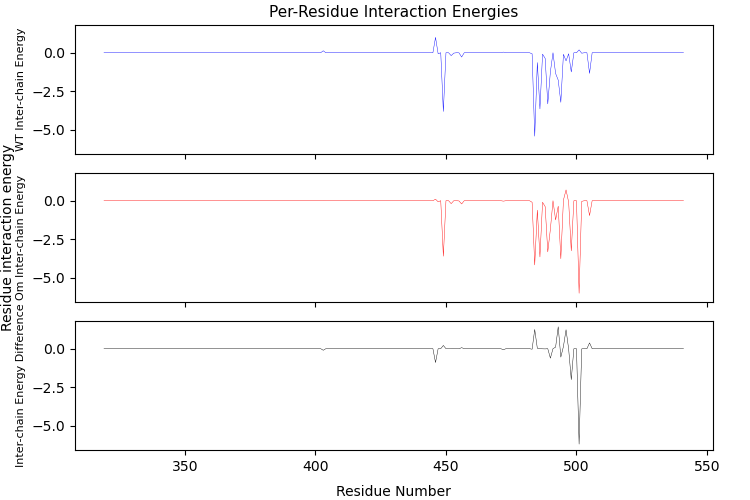 Per-Residue Interaction Energies
Residue interaction energy
WT Inter-chain Energy
0.0
−2.5
−5.0
Om Inter-chain Energy
0.0
−2.5
−5.0
Inter-chain Energy Difference
0.0
−2.5
−5.0
350
400
450
500
550
Residue Number